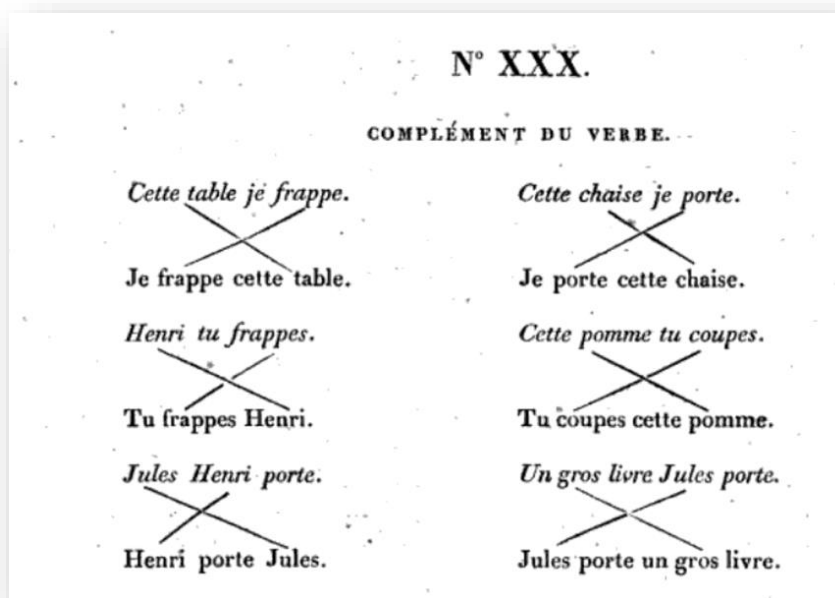 N° XXX.
COMPLÉMENT DU VERBE.
Cette table je frappe.
Je frappe cette table.
Henri tu frappes.
Tu frappes Henri.
Jules Henri porte.
Henri porte Jules.
Cette chaise je porte.
Je porte cette chaise.
Cette pomme tu coupes.
Tu coupes cette pomme.
Un gros livre Jules porte.
Jules porte un gros livre.